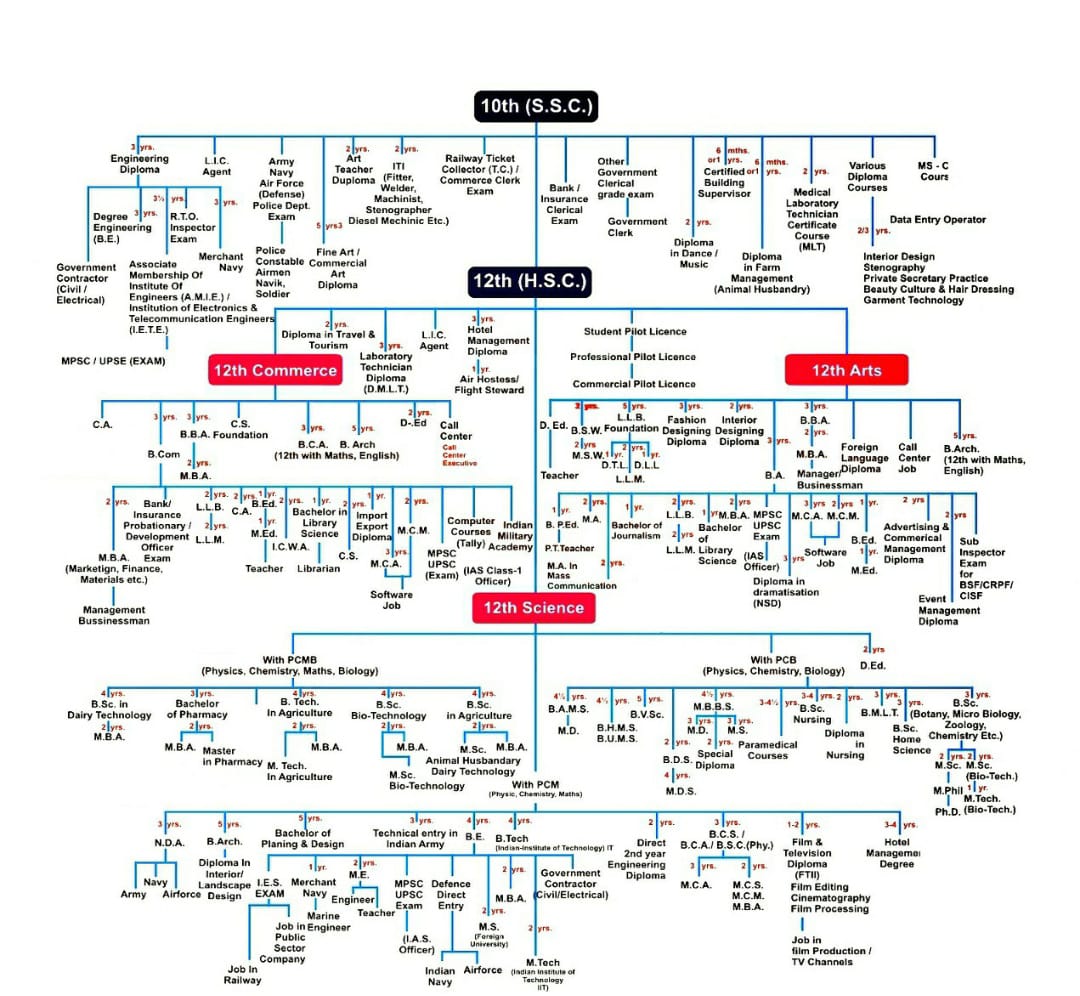 10th (S.S.C.)
3 yrs.
Engineering
Diploma
L.I.C.
Agent
Army
Navy
Air Force
(Defense)
Police Dept.
Exam
2 yrs.
Art
Teacher
Duploma
2 yrs.
ITI
(Fitter,
Welder,
Machinist,
Stenographer
Diesel Mechinic Etc.)
Railway Ticket
Collector (T.C.) /
Commerce Clerk
Exam
Bank /
Insurance
Clerical
Exam
Other
Government
Clerical
grade exam
Government
Clerk
6 mths.
or1 yrs.
Certified
Building
Supervisor
6 mths.
or1 yrs.
2 yrs.
Medical
Laboratory
Technician
Certificate
Course
(MLT)
Various
Diploma
Courses
MS - C
Cours
Degree
Engineering
(B.E.)
3 yrs.
3½ yrs.
R.T.O.
Inspector
Exam
3 yrs.
Merchant
Navy
Government
Contractor
(Civil /
Electrical)
Associate
Membership Of
Institute Of
Engineers (A.M.I.E.) /
Institution of Electronics &
Telecommunication Engineers
(I.E.T.E.)
MPSC / UPSE (EXAM)
Police
Constable
Airmen
Navik,
Soldier
5 yrs3
Fine Art /
Commercial
Art
Diploma
2 yrs.
Diploma
in Dance /
Music
Diploma
in Farm
Management
(Animal Husbandry)
Data Entry Operator
2/3 yrs.
Interior Design
Stenography
Private Secretary Practice
Beauty Culture & Hair Dressing
Garment Technology
12th (H.S.C.)
2 yrs.
Diploma in Travel &
Tourism
3 yrs.
Laboratory
Technician
Diploma
(D.M.L.T.)
L.I.C.
Agent
3 yrs.
Hotel
Management
Diploma
1 yr.
Air Hostess/
Flight Steward
Student Pilot Licence
Professional Pilot Licence
Commercial Pilot Licence
12th Commerce
12th Arts
C.A.
3 yrs.
B.Com
3 yrs.
B.B.A.
2 yrs.
M.B.A.
C.S.
Foundation
3 yrs.
B.C.A.
5 yrs.
B. Arch
(12th with Maths, English)
2 yrs.
D-.Ed
Call
Center
Call
Center
Executive
D. Ed.
Teacher
B.S.W.
2 yrs
M.S.W.
5 yrs.
L.L.B.
Foundation
1 yr.
2 yrs.
1 yr.
D.T.L.
D.L.L
L.L.M.
3 yrs.
Fashion
Designing
Diploma
2 yrs.
Interior
Designing
Diploma
3 yrs.
B.A.
3 yrs.
B.B.A.
2 yrs.
M.B.A.
Manager/
Businessman
Foreign
Language
Diploma
Call
Center
Job
5 yrs.
B.Arch.
(12th with Maths,
English)
2 yrs.
M.B.A.
(Marketign, Finance,
Materials etc.)
Management
Bussinessman
Bank/
Insurance
Probationary /
Development
Officer
Exam
2 yrs.
L.L.B.
2 yrs.
L.L.M.
2 yrs.
C.A.
1 yr.
B.Ed.
1 yr.
M.Ed.
Teacher
2 yrs.
I.C.W.A.
1 yr.
Bachelor in
Library
Science
Librarian
2 yrs.
C.S.
1 yr.
Import
Export
Diploma
3 yrs.
M.C.A.
2 yrs.
M.C.M.
Software
Job
MPSC
UPSC
(Exam)
Computer
Courses
(Tally)
(IAS Class-1
Officer)
Indian
Military
Academy
1 yr.
B. P.Ed.
P.T.Teacher
2 yrs.
M.A.
M.A. In
Mass
Communication
2 yrs.
1 yr.
Bachelor of
Journalism
2 yrs.
L.L.B.
2 yrs.
L.L.M.
1 yr
Bachelor
of
Library
Science
2 yrs.
M.B.A.
MPSC
UPSC
Exam
(IAS
Officer)
3 yrs
Diploma in
dramatisation
(NSD)
3 yrs
M.C.A.
2 yrs
M.C.M.
Software
Job
1 yr.
B.Ed.
1 yr.
M.Ed.
2 yrs
Advertising &
Commerical
Management
Diploma
Event
Management
Diploma
2 yrs.
Sub
Inspector
Exam
for
BSF/CRPF/
CISF
12th Science
With PCMB
(Physics, Chemistry, Maths, Biology)
With PCB
(Physics, Chemistry, Biology)
2 yrs
D.Ed.
4 yrs.
B.Sc. in
Dairy Technology
2 yrs.
M.B.A.
3 yrs.
Bachelor
of Pharmacy
2 yrs.
M.B.A.
Master
in Pharmacy
4 yrs.
B. Tech.
In Agriculture
2 yrs.
M.B.A.
M. Tech.
In Agriculture
4 yrs.
B.Sc.
Bio-Technology
2 yrs.
M.B.A.
M.Sc.
Bio-Technology
4 yrs.
B.Sc.
in Agriculture
2 yrs.
M.Sc.
M.B.A.
Animal Husbandary
Dairy Technology
4½ yrs.
B.A.M.S.
M.D.
4½ yrs.
B.H.M.S.
B.U.M.S.
5 yrs.
B.V.Sc.
2 yrs.
B.D.S.
4 yrs.
M.D.S.
4½ yrs.
M.B.B.S.
3 yrs.
M.D.
3 yrs.
M.S.
2 yrs.
Special
Diploma
3-4½ yrs.
Paramedical
Courses
3-4 yrs.
B.Sc.
Nursing
2 yrs.
Diploma
in
Nursing
3 yrs.
B.M.L.T.
3 yrs.
B.Sc.
Home
Science
3 yrs.
B.Sc.
(Botany, Micro Biology,
Zoology,
Chemistry Etc.)
2 yrs.
M.Sc.
M.Phil
Ph.D.
2 yrs.
M.Sc.
(Bio-Tech.)
1 yr.
M.Tech.
(Bio-Tech.)
With PCM
(Physic, Chemistry, Maths)
3 yrs.
N.D.A.
Army
Navy
Airforce
5 yrs.
B.Arch.
Diploma In
Interior/
Landscape
Design
5 yrs.
Bachelor of
Planing & Design
3 yrs.
Technical entry in
Indian Army
4 yrs.
B.E.
4 yrs.
B.Tech
(Indian-Institute of Technology) IT
2 yrs.
Direct
2nd year
Engineering
Diploma
3 yrs.
B.C.S. /
B.C.A./ B.S.C.(Phy.)
3 yrs.
M.C.A.
2 yrs.
M.C.S.
M.C.M.
M.B.A.
1-2 yrs.
Film &
Television
Diploma
(FTII)
Film Editing
Cinematography
Film Processing
Job in
film Production /
TV Channels
3-4 yrs.
Hotel
Manageme
Degree
I.E.S.
EXAM
Job In
Railway
Job in
Public
Sector
Company
1 yr.
Merchant
Navy
Marine
Engineer
2 yrs.
M.E.
Engineer
Teacher
MPSC
UPSC
Exam
(I.A.S.
Officer)
Defence
Direct
Entry
Indian
Navy
Airforce
2 yrs.
M.S.
(Foreign
University)
2 yrs.
M.B.A.
2 yrs.
M.Tech
(Indian Institute of
Technology
IIT)
Government
Contractor
(Civil/Electrical)